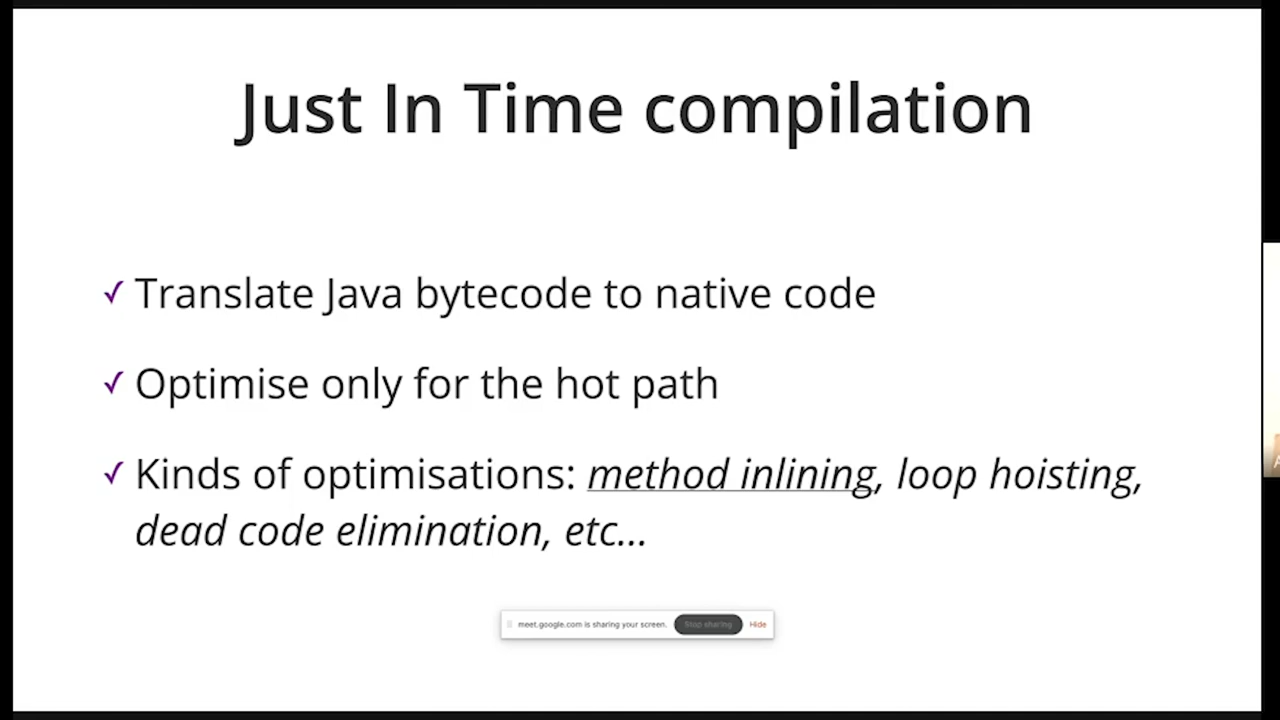 Just In Time compilation
✓ Translate Java bytecode to native code
✓ Optimise only for the hot path
✓ Kinds of optimisations: method inlining, loop hoisting,
dead code elimination, etc...
meet.google.com is sharing your screen. Stop sharing Hide